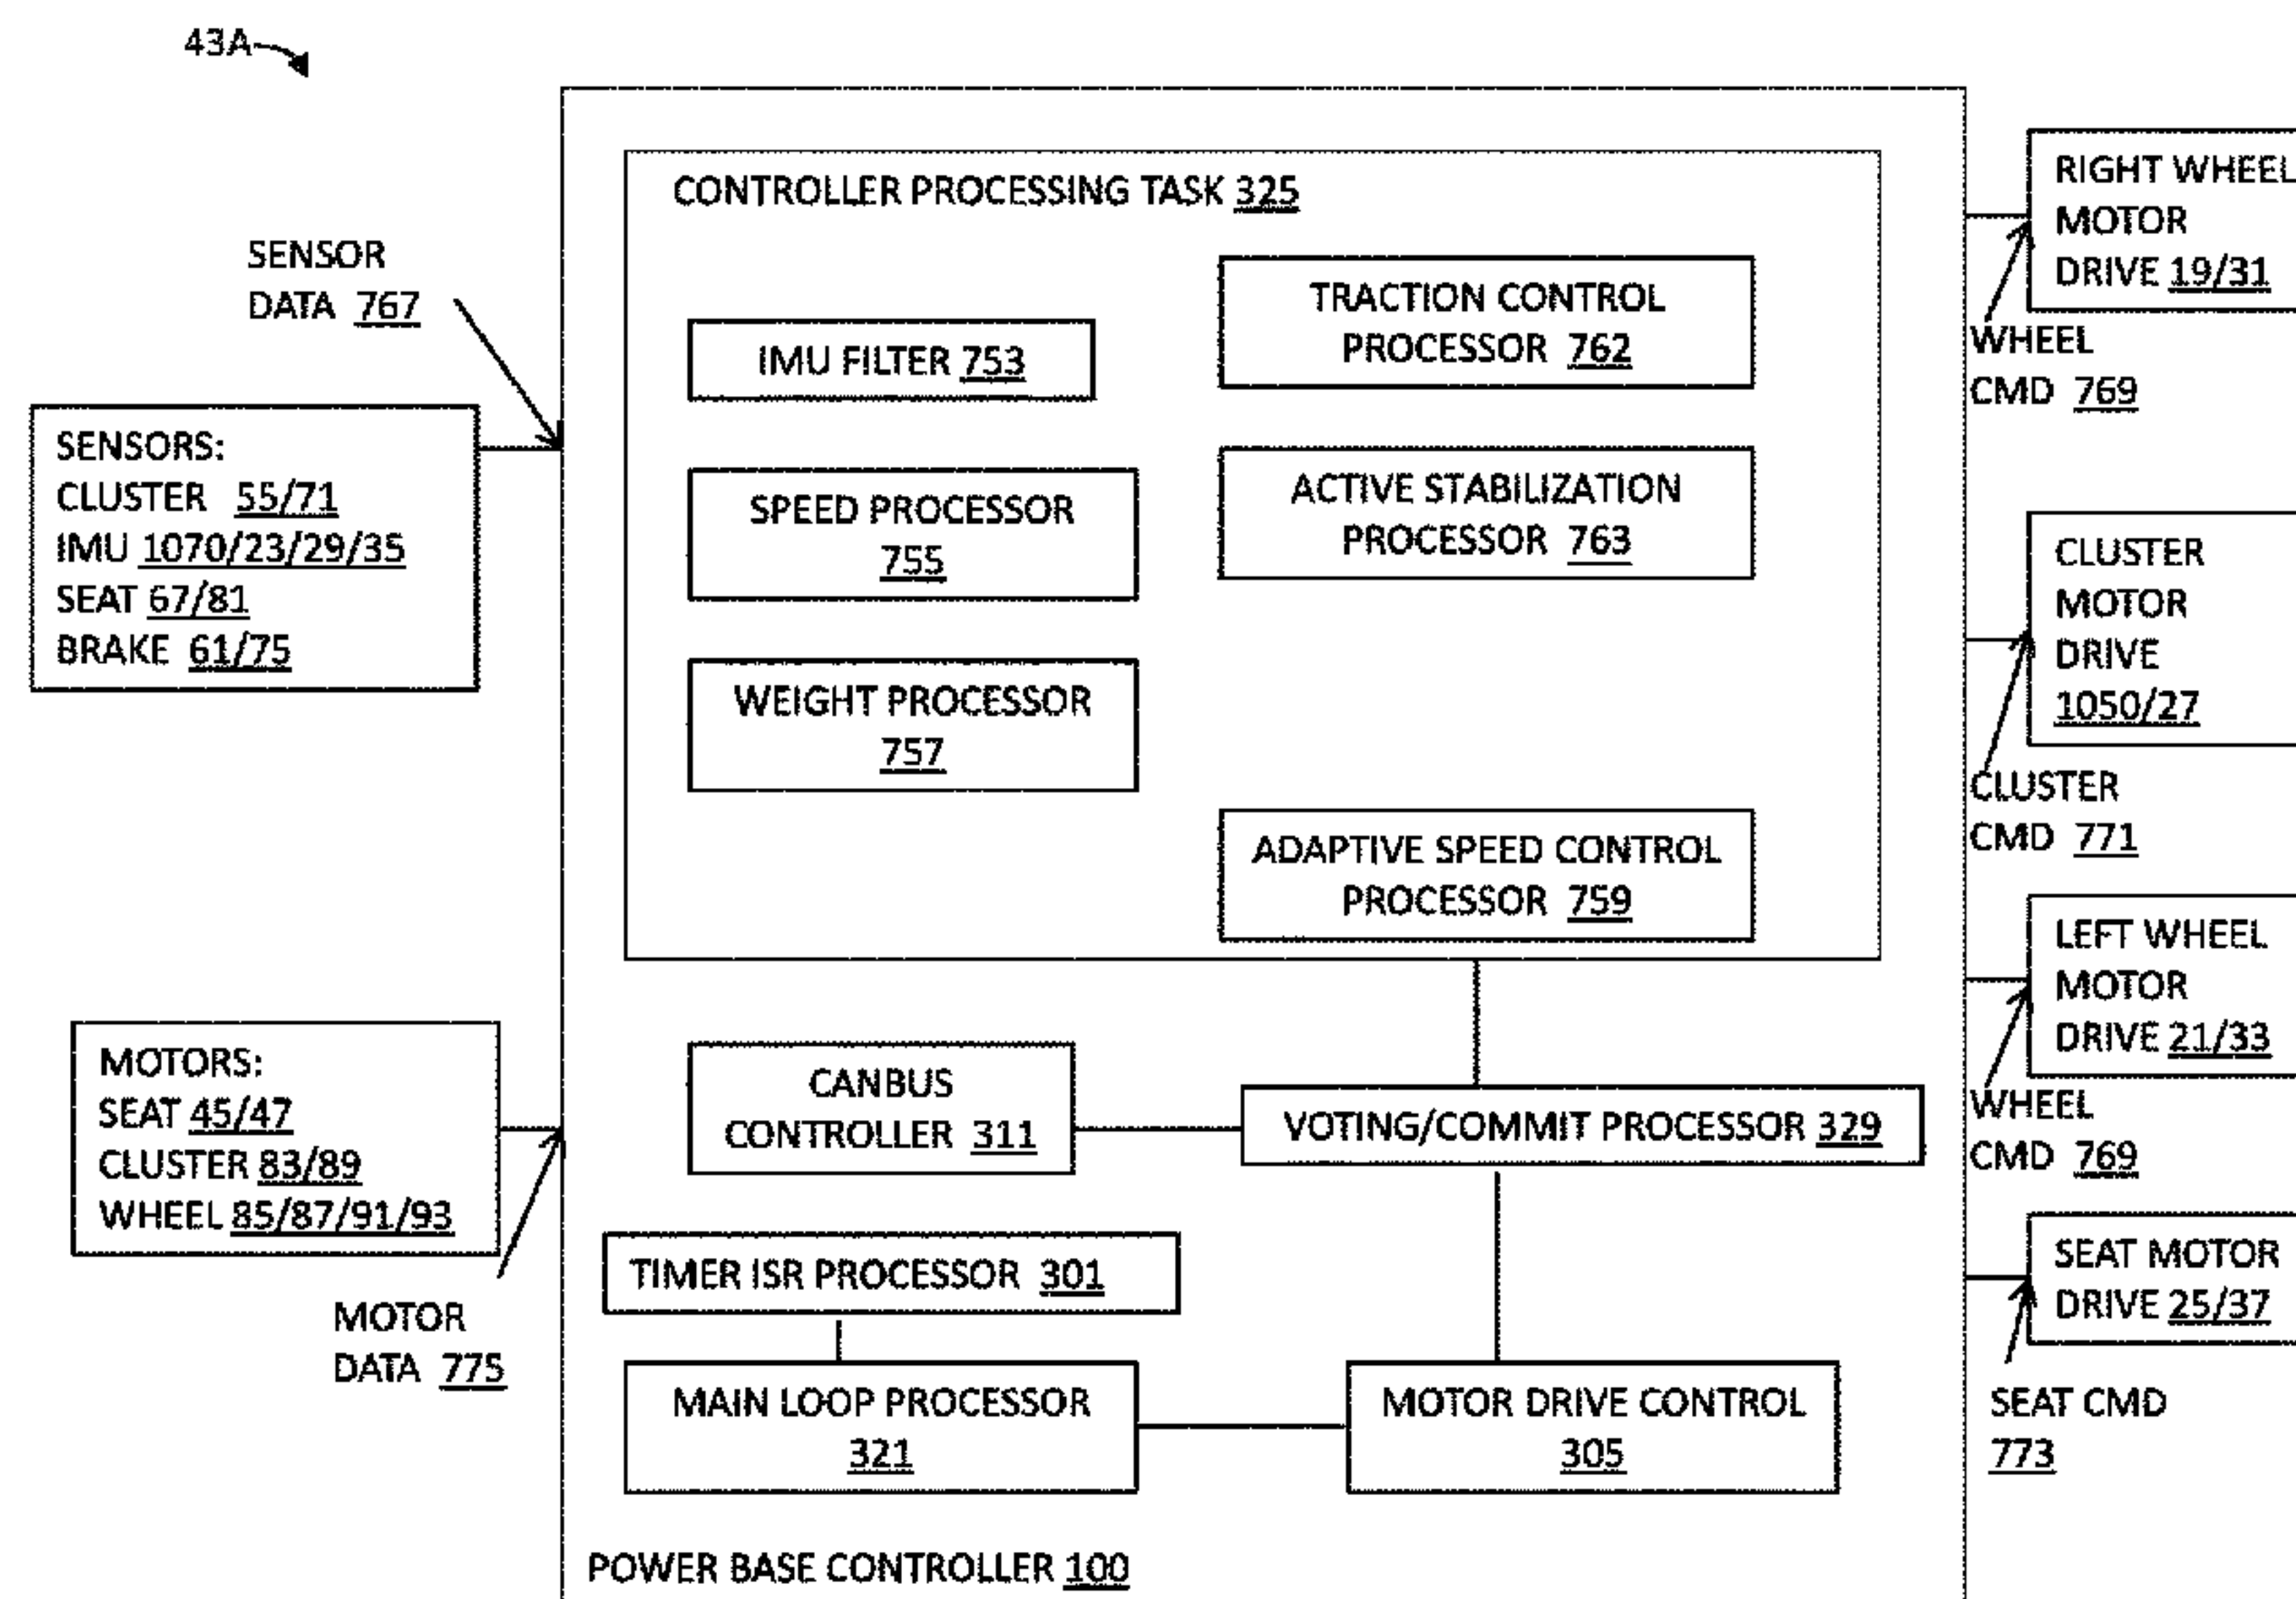 43A
SENSOR
DATA 767
SENSORS:
CLUSTER 55/71
IMU 1070/23/29/35
SEAT 67/81
BRAKE 61/75
MOTORS:
SEAT 45/47
CLUSTER 83/89
WHEEL 85/87/91/93
MOTOR
DATA 775
CONTROLLER PROCESSING TASK 325
IMU FILTER 753
SPEED PROCESSOR
755
WEIGHT PROCESSOR
757
TRACTION CONTROL
PROCESSOR 762
ACTIVE STABILIZATION
PROCESSOR 763
ADAPTIVE SPEED CONTROL
PROCESSOR 759
CANBUS
CONTROLLER 311
VOTING/COMMIT PROCESSOR 329
TIMER ISR PROCESSOR 301
MAIN LOOP PROCESSOR
321
MOTOR DRIVE CONTROL
305
POWER BASE CONTROLLER 100
RIGHT WHEEL
MOTOR
DRIVE 19/31
WHEEL
CMD 769
CLUSTER
MOTOR
DRIVE
1050/27
CLUSTER
CMD 771
LEFT WHEEL
MOTOR
DRIVE 21/33
WHEEL
CMD 769
SEAT MOTOR
DRIVE 25/37
SEAT CMD
773